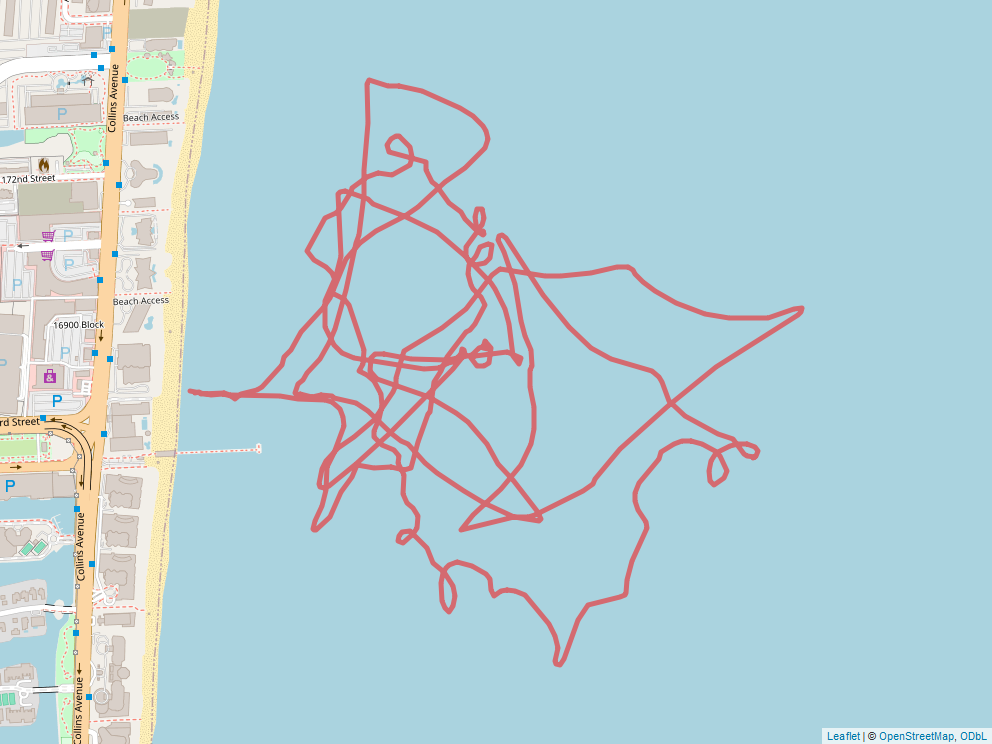 Collins Avenue
P
Beach Access
172nd Street
P
P
P
Beach Access
16900 Block
P
P
P
rd Street
P
Collins Avenue
Collins Avenue
Leaflet | © OpenStreetMap, ODbL